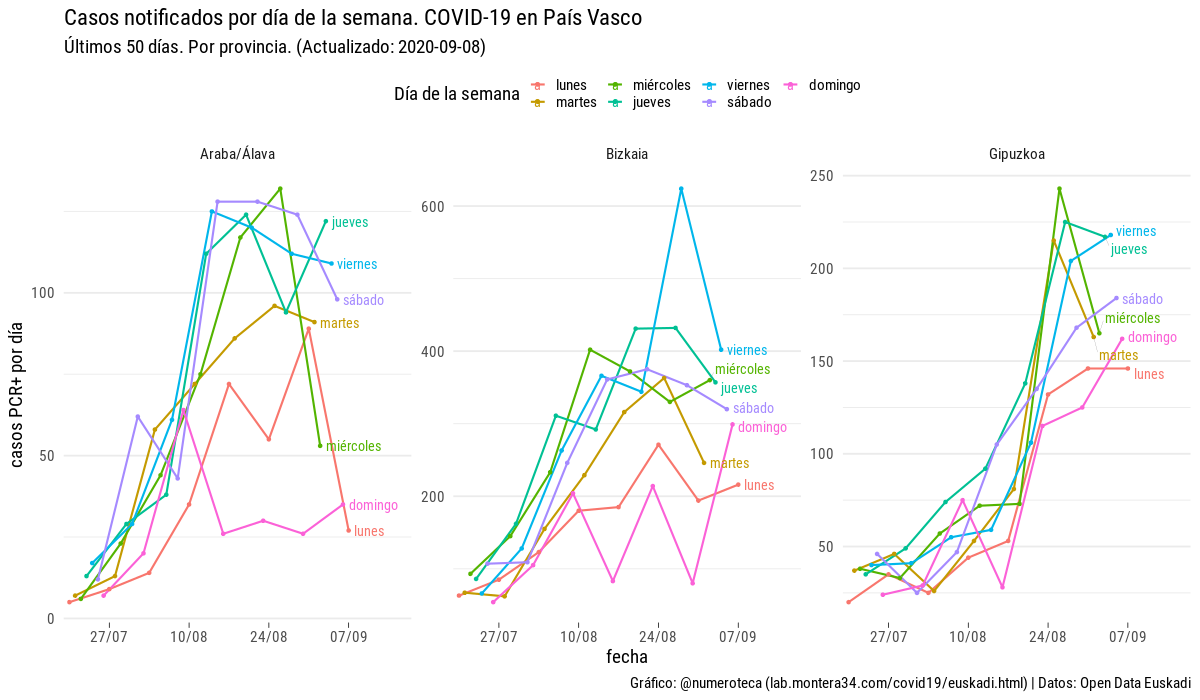 Casos notificados por día de la semana. COVID-19 en País Vasco
Últimos 50 días. Por provincia. (Actualizado: 2020-09-08)
Día de la semana
lunes miércoles viernes domingo
martes jueves sábado
casos PCR+ por día
Araba/Álava
100
50
0
27/07 10/08 24/08 07/09
jueves
viernes
sábado
martes
miércoles
domingo
lunes
Bizkaia
600
400
200
27/07 10/08 24/08 07/09
viernes
miércoles
jueves
sábado
domingo
martes
lunes
Gipuzkoa
250
200
150
100
50
27/07 10/08 24/08 07/09
viernes
jueves
sábado
miércoles
domingo
martes
lunes
fecha
Gráfico: @numeroteca (lab.montera34.com/covid19/euskadi.html) | Datos: Open Data Euskadi